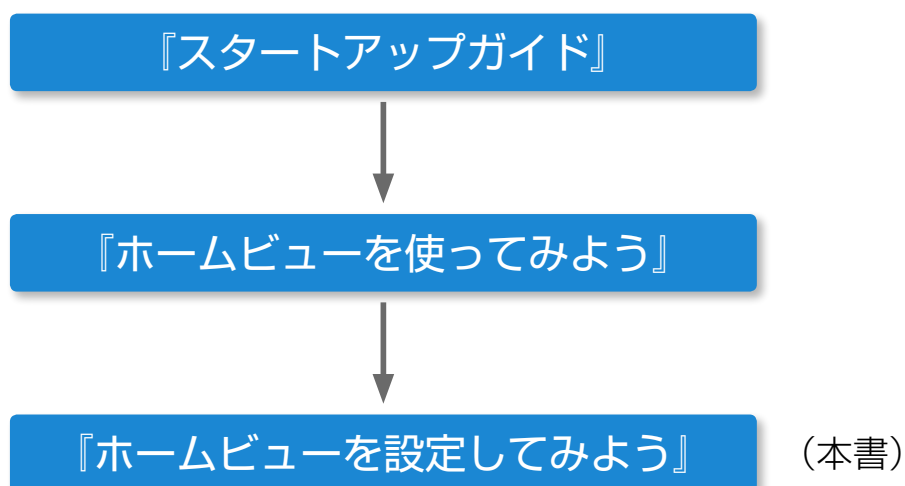 『スタートアップガイド』
『ホームビューを使ってみよう』
『ホームビューを設定してみよう』 （本書）